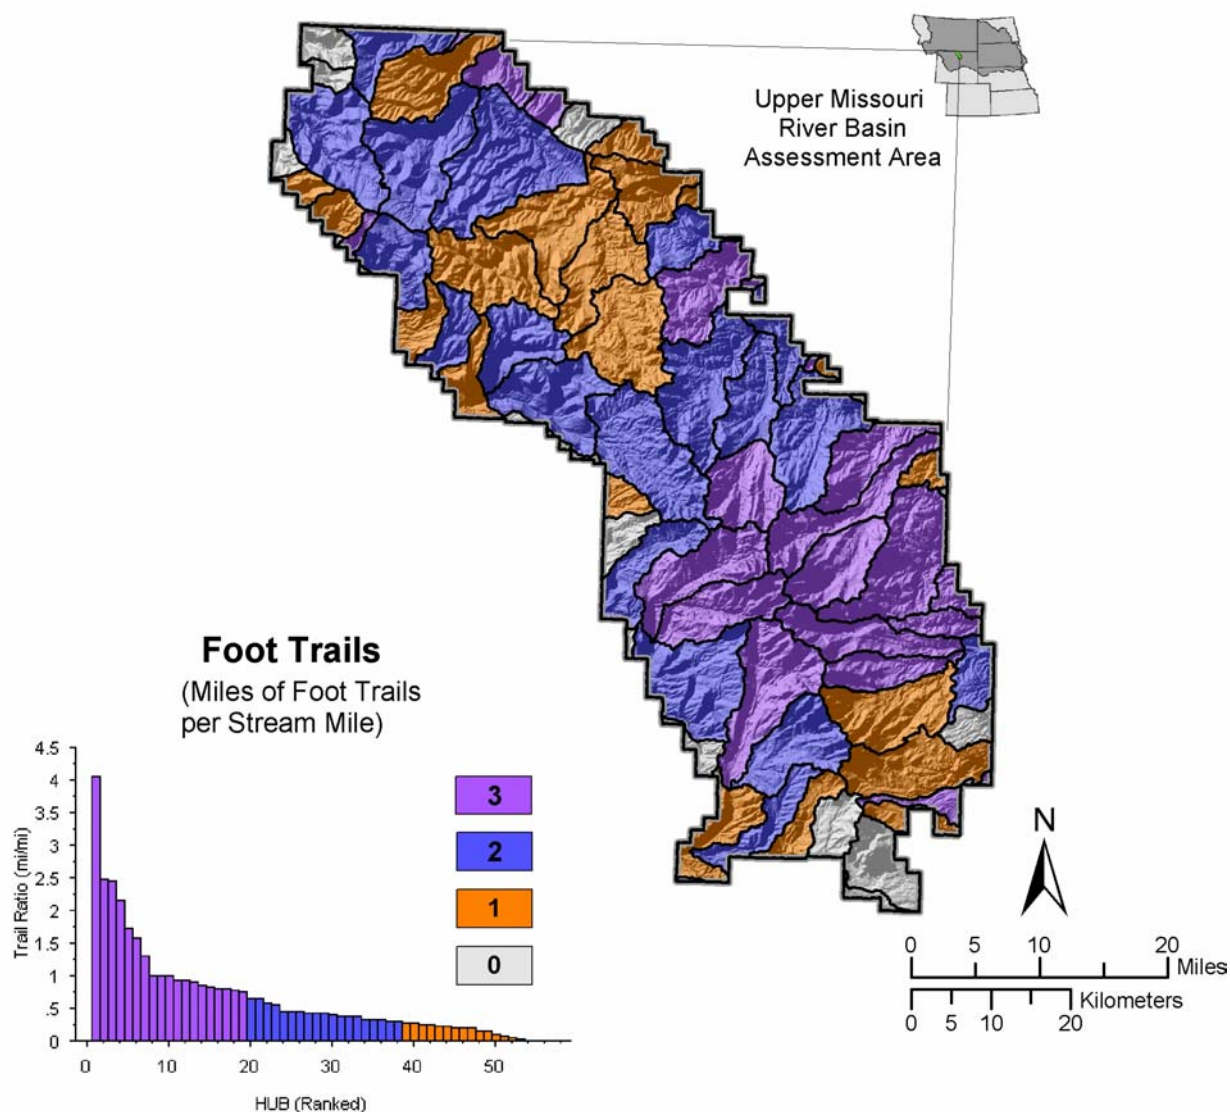 Upper Missouri
River Basin
Assessment Area
Foot Trails
(Miles of Foot Trails
per Stream Mile)
4.5
4
3.5
3
2.5
2
1.5
1
.5
0
Trail Ratio (mi/mi)
0 10 20 30 40 50
HUB (Ranked)
3
2
1
0
N
0 5 10 20
Miles
Kilometers
0 5 10 20